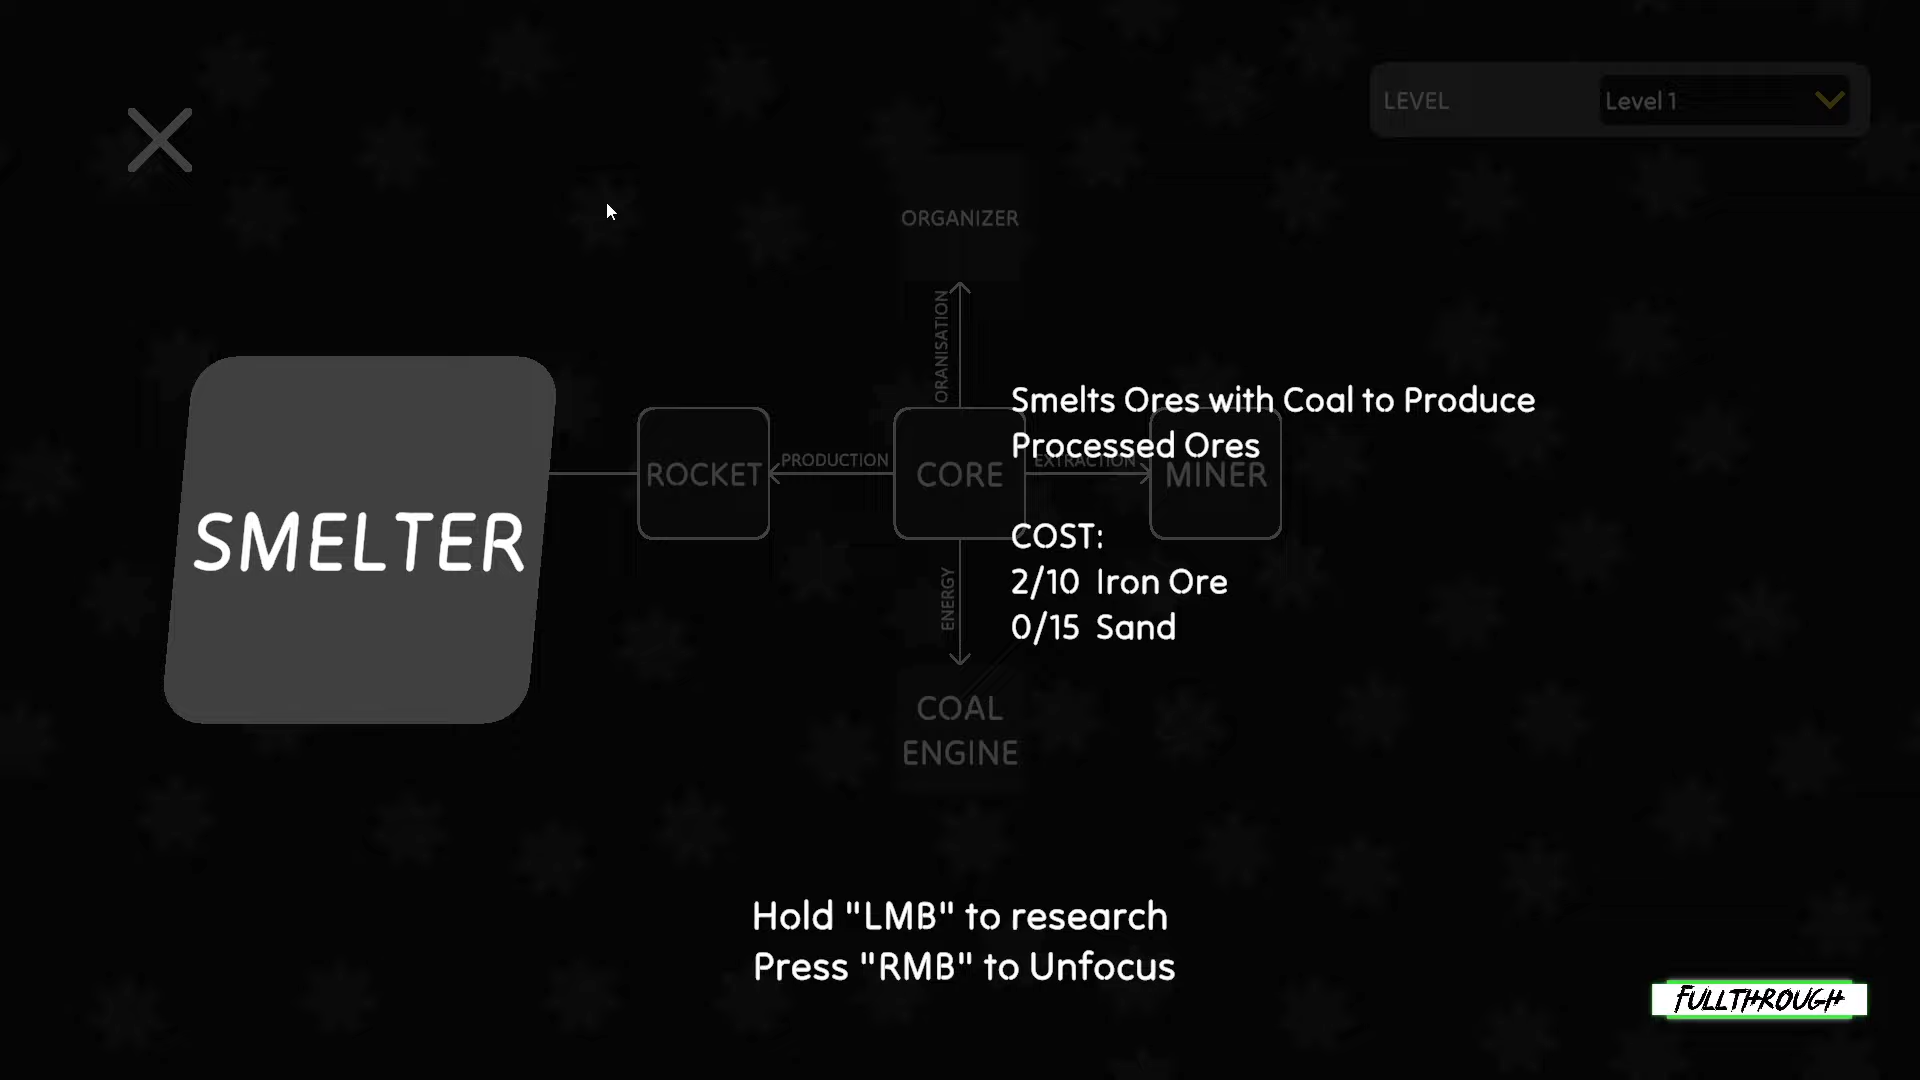 LEVEL
Level 1
ORGANIZER
ORANISATION
SMELTER
ROCKET
PRODUCTION
CORE
EXTRACTION
MINER
Smelts Ores with Coal to Produce
Processed Ores
COST:
2/10 Iron Ore
0/15 Sand
ENERGY
COAL
ENGINE
Hold "LMB" to research
Press "RMB" to Unfocus
FULLTHROUGH